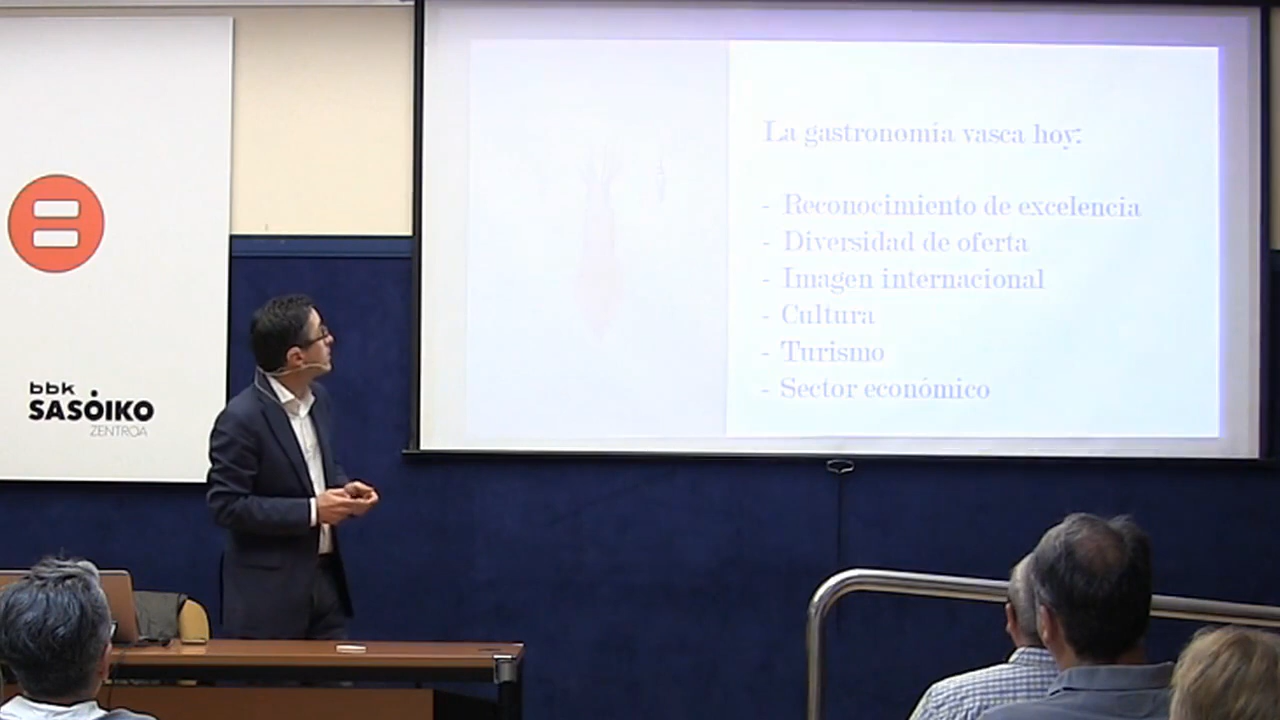 bbk
SASOIKO
ZENTROA
La gastronomía vasca hoy:
- Reconocimiento de excelencia
- Diversidad de oferta
- Imagen internacional
- Cultura
- Turismo
- Sector económico